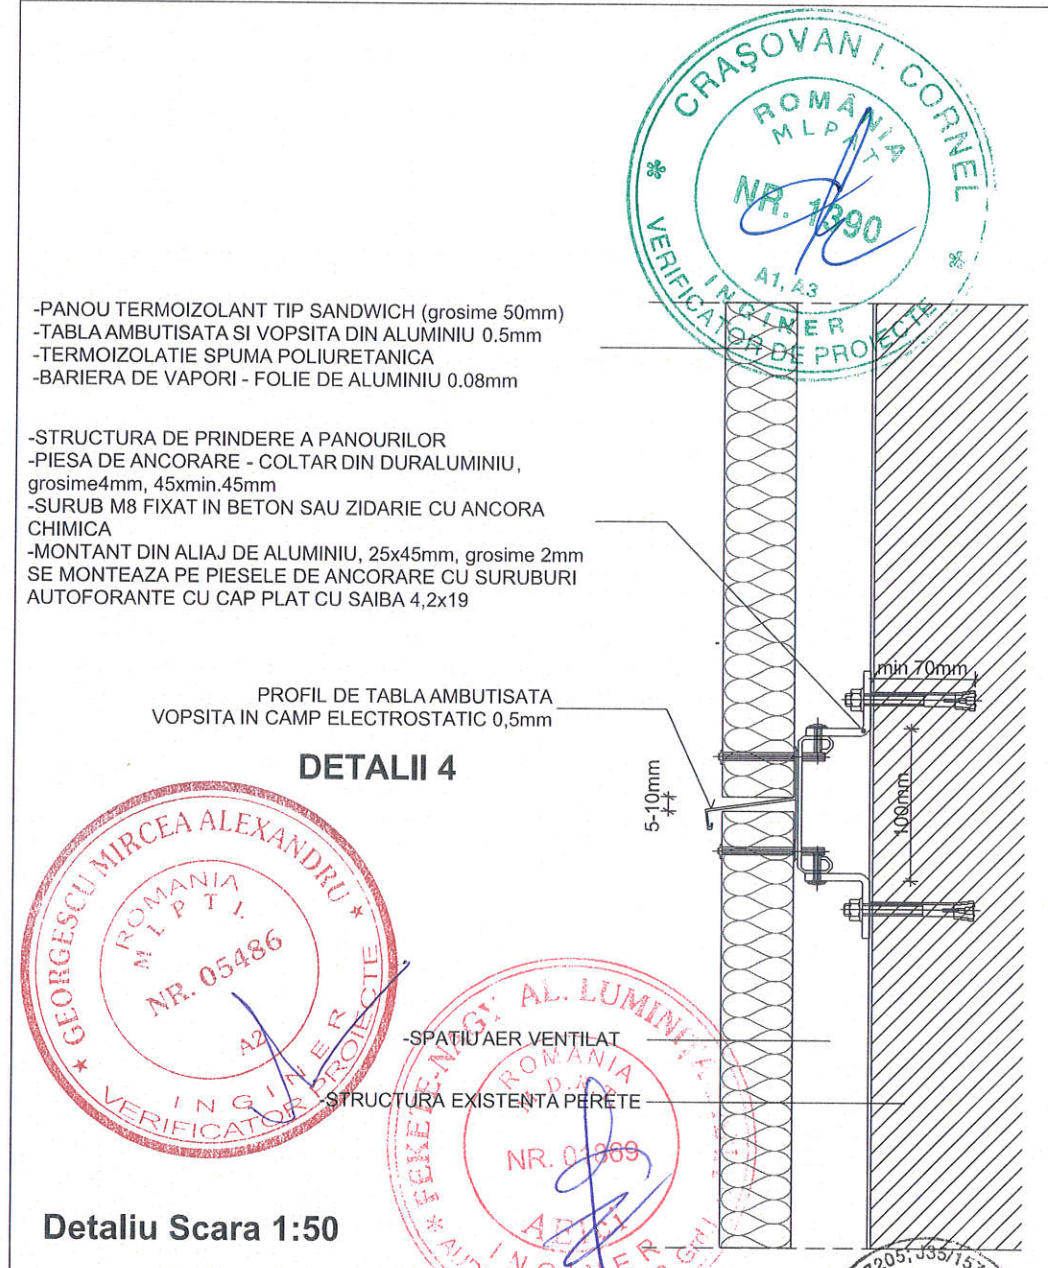 CRAȘOVAN I. CORNEL
VERIFICATOR DE PROIECTE
ROMÂNIA
MLPAT
NR. 1390
A1, A3
INGINER
-PANOU TERMOIZOLANT TIP SANDWICH (grosime 50mm)
-TABLA AMBUTISATA SI VOPSITA DIN ALUMINIU 0.5mm
-TERMOIZOLATIE SPUMA POLIURETANICA
-BARIERA DE VAPORI - FOLIE DE ALUMINIU 0.08mm
-STRUCTURA DE PRINDERE A PANOURILOR
-PIESA DE ANCORARE - COLTAR DIN DURALUMINIU,
grosime4mm, 45xmin.45mm
-SURUB M8 FIXAT IN BETON SAU ZIDARIE CU ANCORA
CHIMICA
-MONTANT DIN ALIAJ DE ALUMINIU, 25x45mm, grosime 2mm
SE MONTEAZA PE PIESELE DE ANCORARE CU SURUBURI
AUTOFORANTE CU CAP PLAT CU SAIBA 4,2x19
min 70mm
PROFIL DE TABLA AMBUTISATA
VOPSITA IN CAMP ELECTROSTATIC 0,5mm
DETALII 4
5-10mm
100mm
GEORGESCU MIRCEA ALEXANDRU
VERIFICATOR PROIECTE
ROMANIA
M L P T L
NR. 05486
A2
INGINER
FEKETE-NAGY AL.
ROMÂNIA
NR. 01869
-SPATIU AER VENTILAT
-STRUCTURA EXISTENTA PERETE
Detaliu Scara 1:50